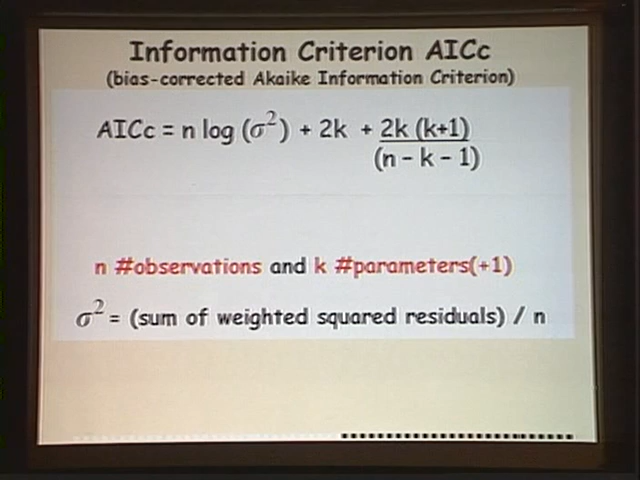 Information Criterion AICc
(bias-corrected Akaike Information Criterion)
AICc = n log (σ²) + 2k + 2k (k+1)
(n - k - 1)
n #observations and k #parameters(+1)
σ² = (sum of weighted squared residuals) / n